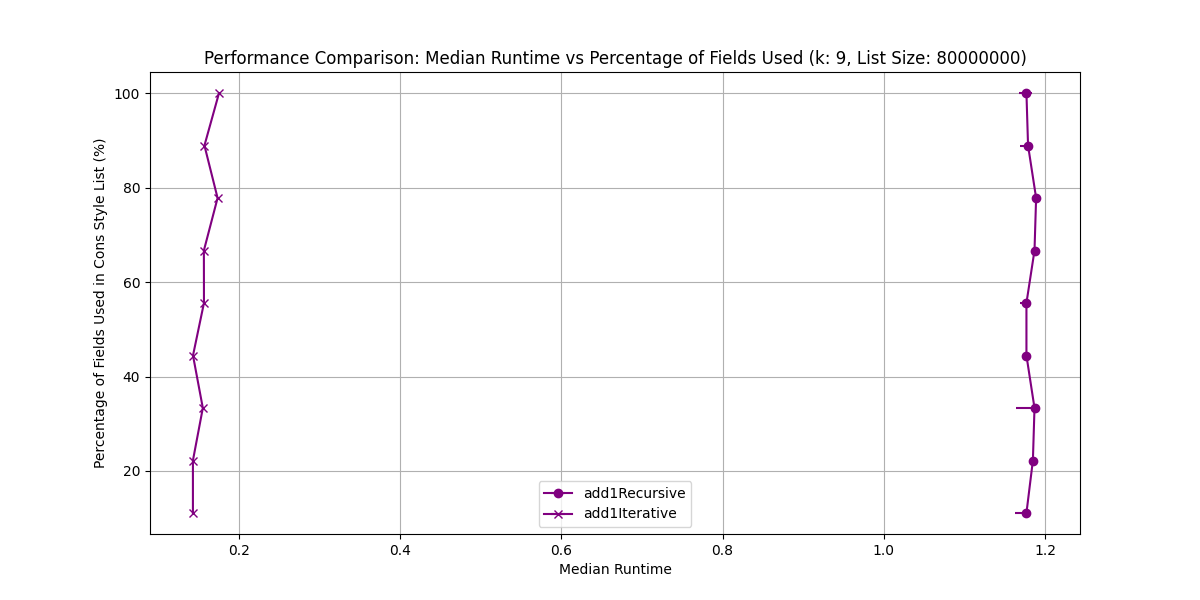 Performance Comparison: Median Runtime vs Percentage of Fields Used (k: 9, List Size: 80000000)
Percentage of Fields Used in Cons Style List (%)
100
80
60
40
20
add1Recursive
add1Iterative
0.2 0.4 0.6 0.8 1.0 1.2
Median Runtime